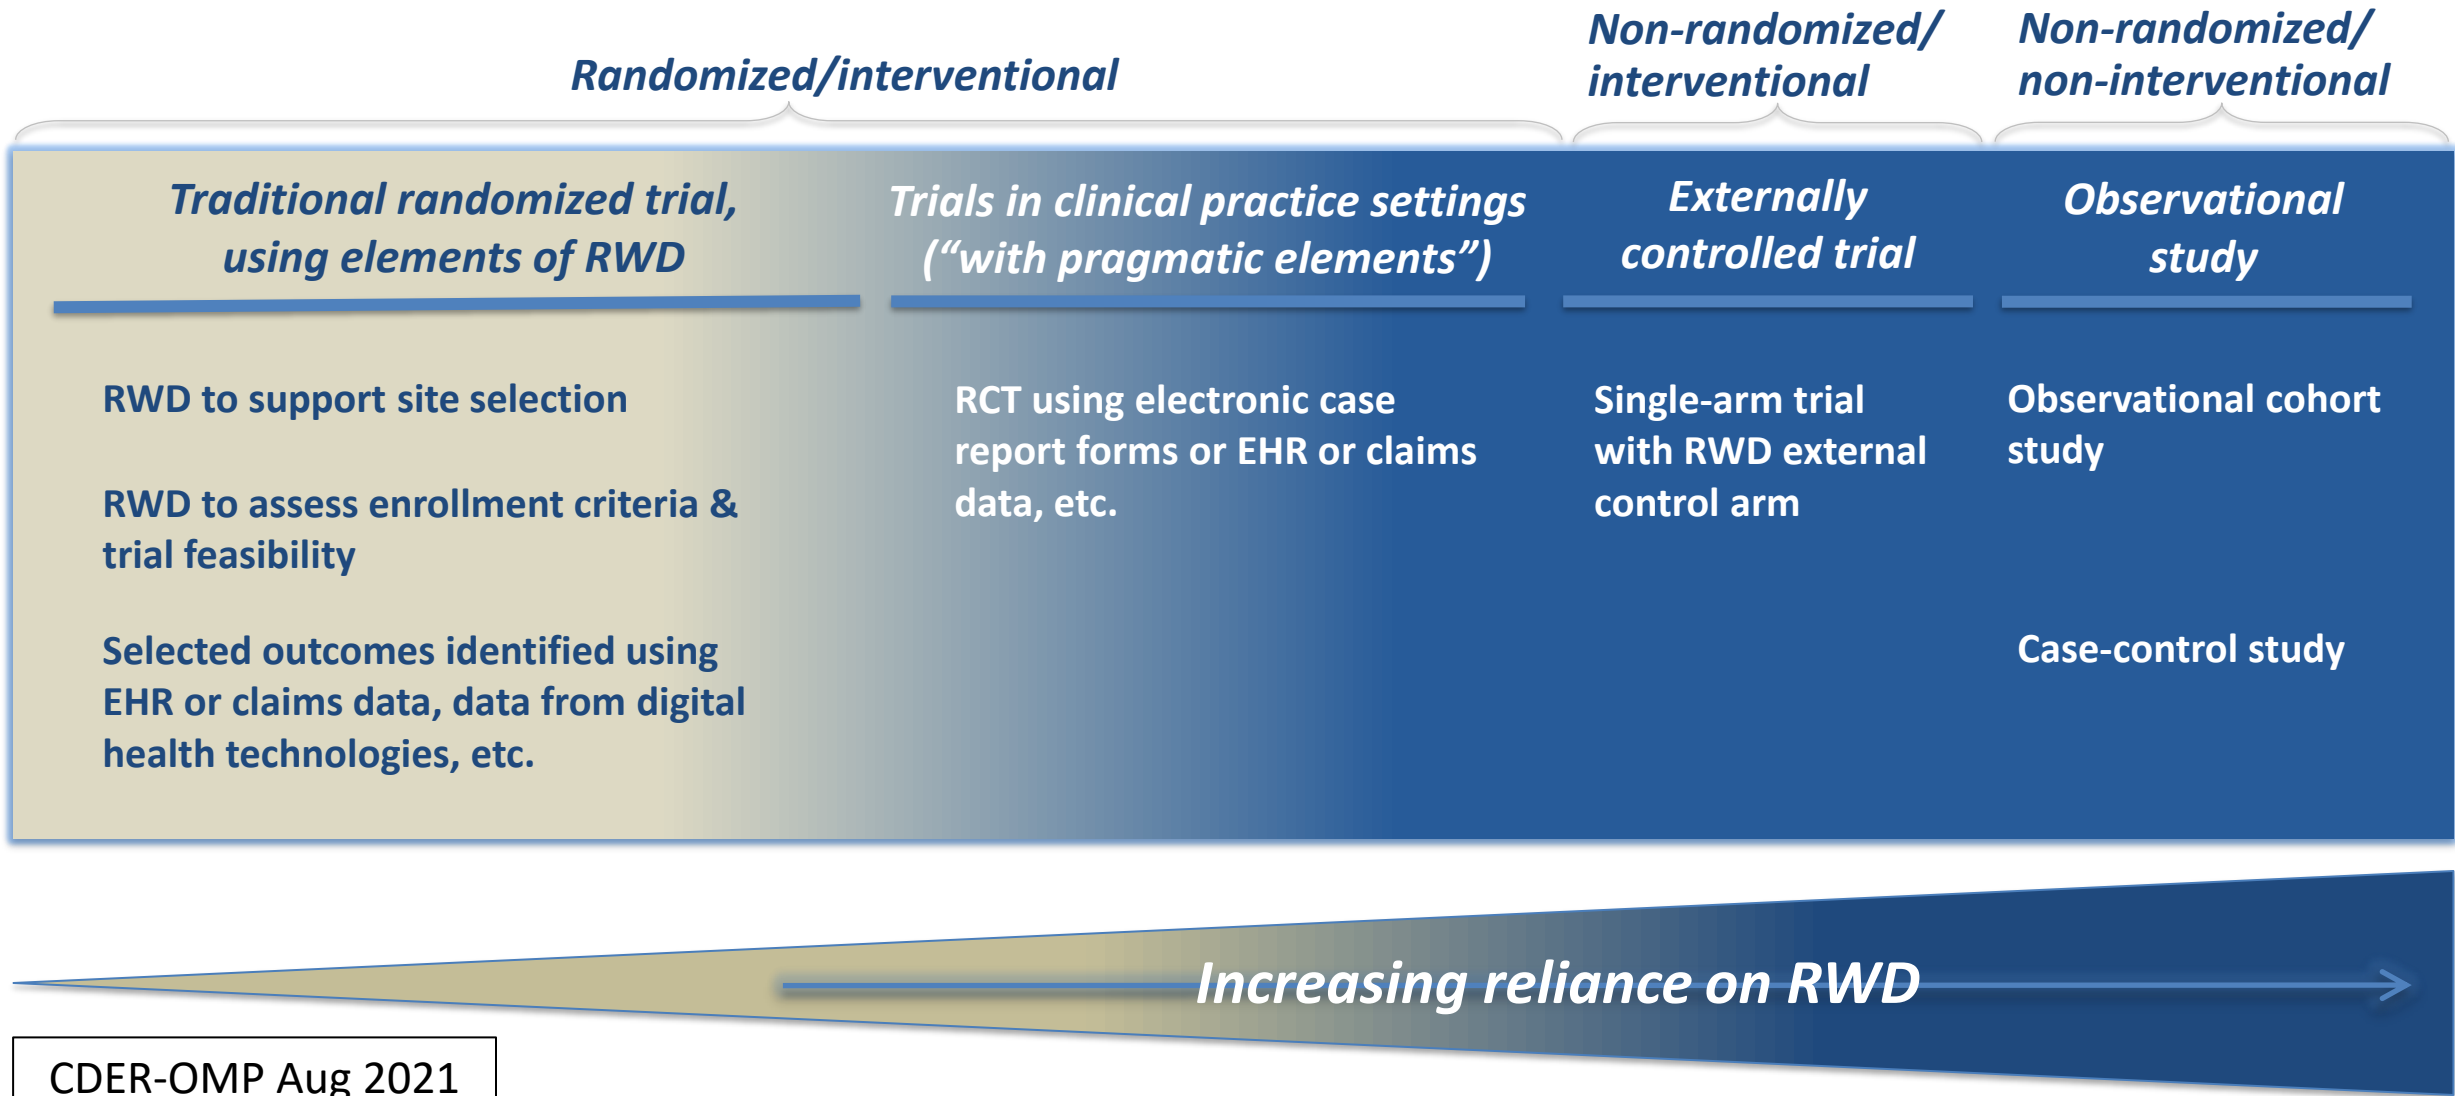 Randomized/interventional
Non-randomized/
interventional
Non-randomized/
non-interventional
Traditional randomized trial,
using elements of RWD
Trials in clinical practice settings
(“with pragmatic elements”)
Externally
controlled trial
Observational
study
RWD to support site selection
RWD to assess enrollment criteria &
trial feasibility
Selected outcomes identified using
EHR or claims data, data from digital
health technologies, etc.
RCT using electronic case
report forms or EHR or claims
data, etc.
Single-arm trial
with RWD external
control arm
Observational cohort
study
Case-control study
Increasing reliance on RWD
CDER-OMP Aug 2021